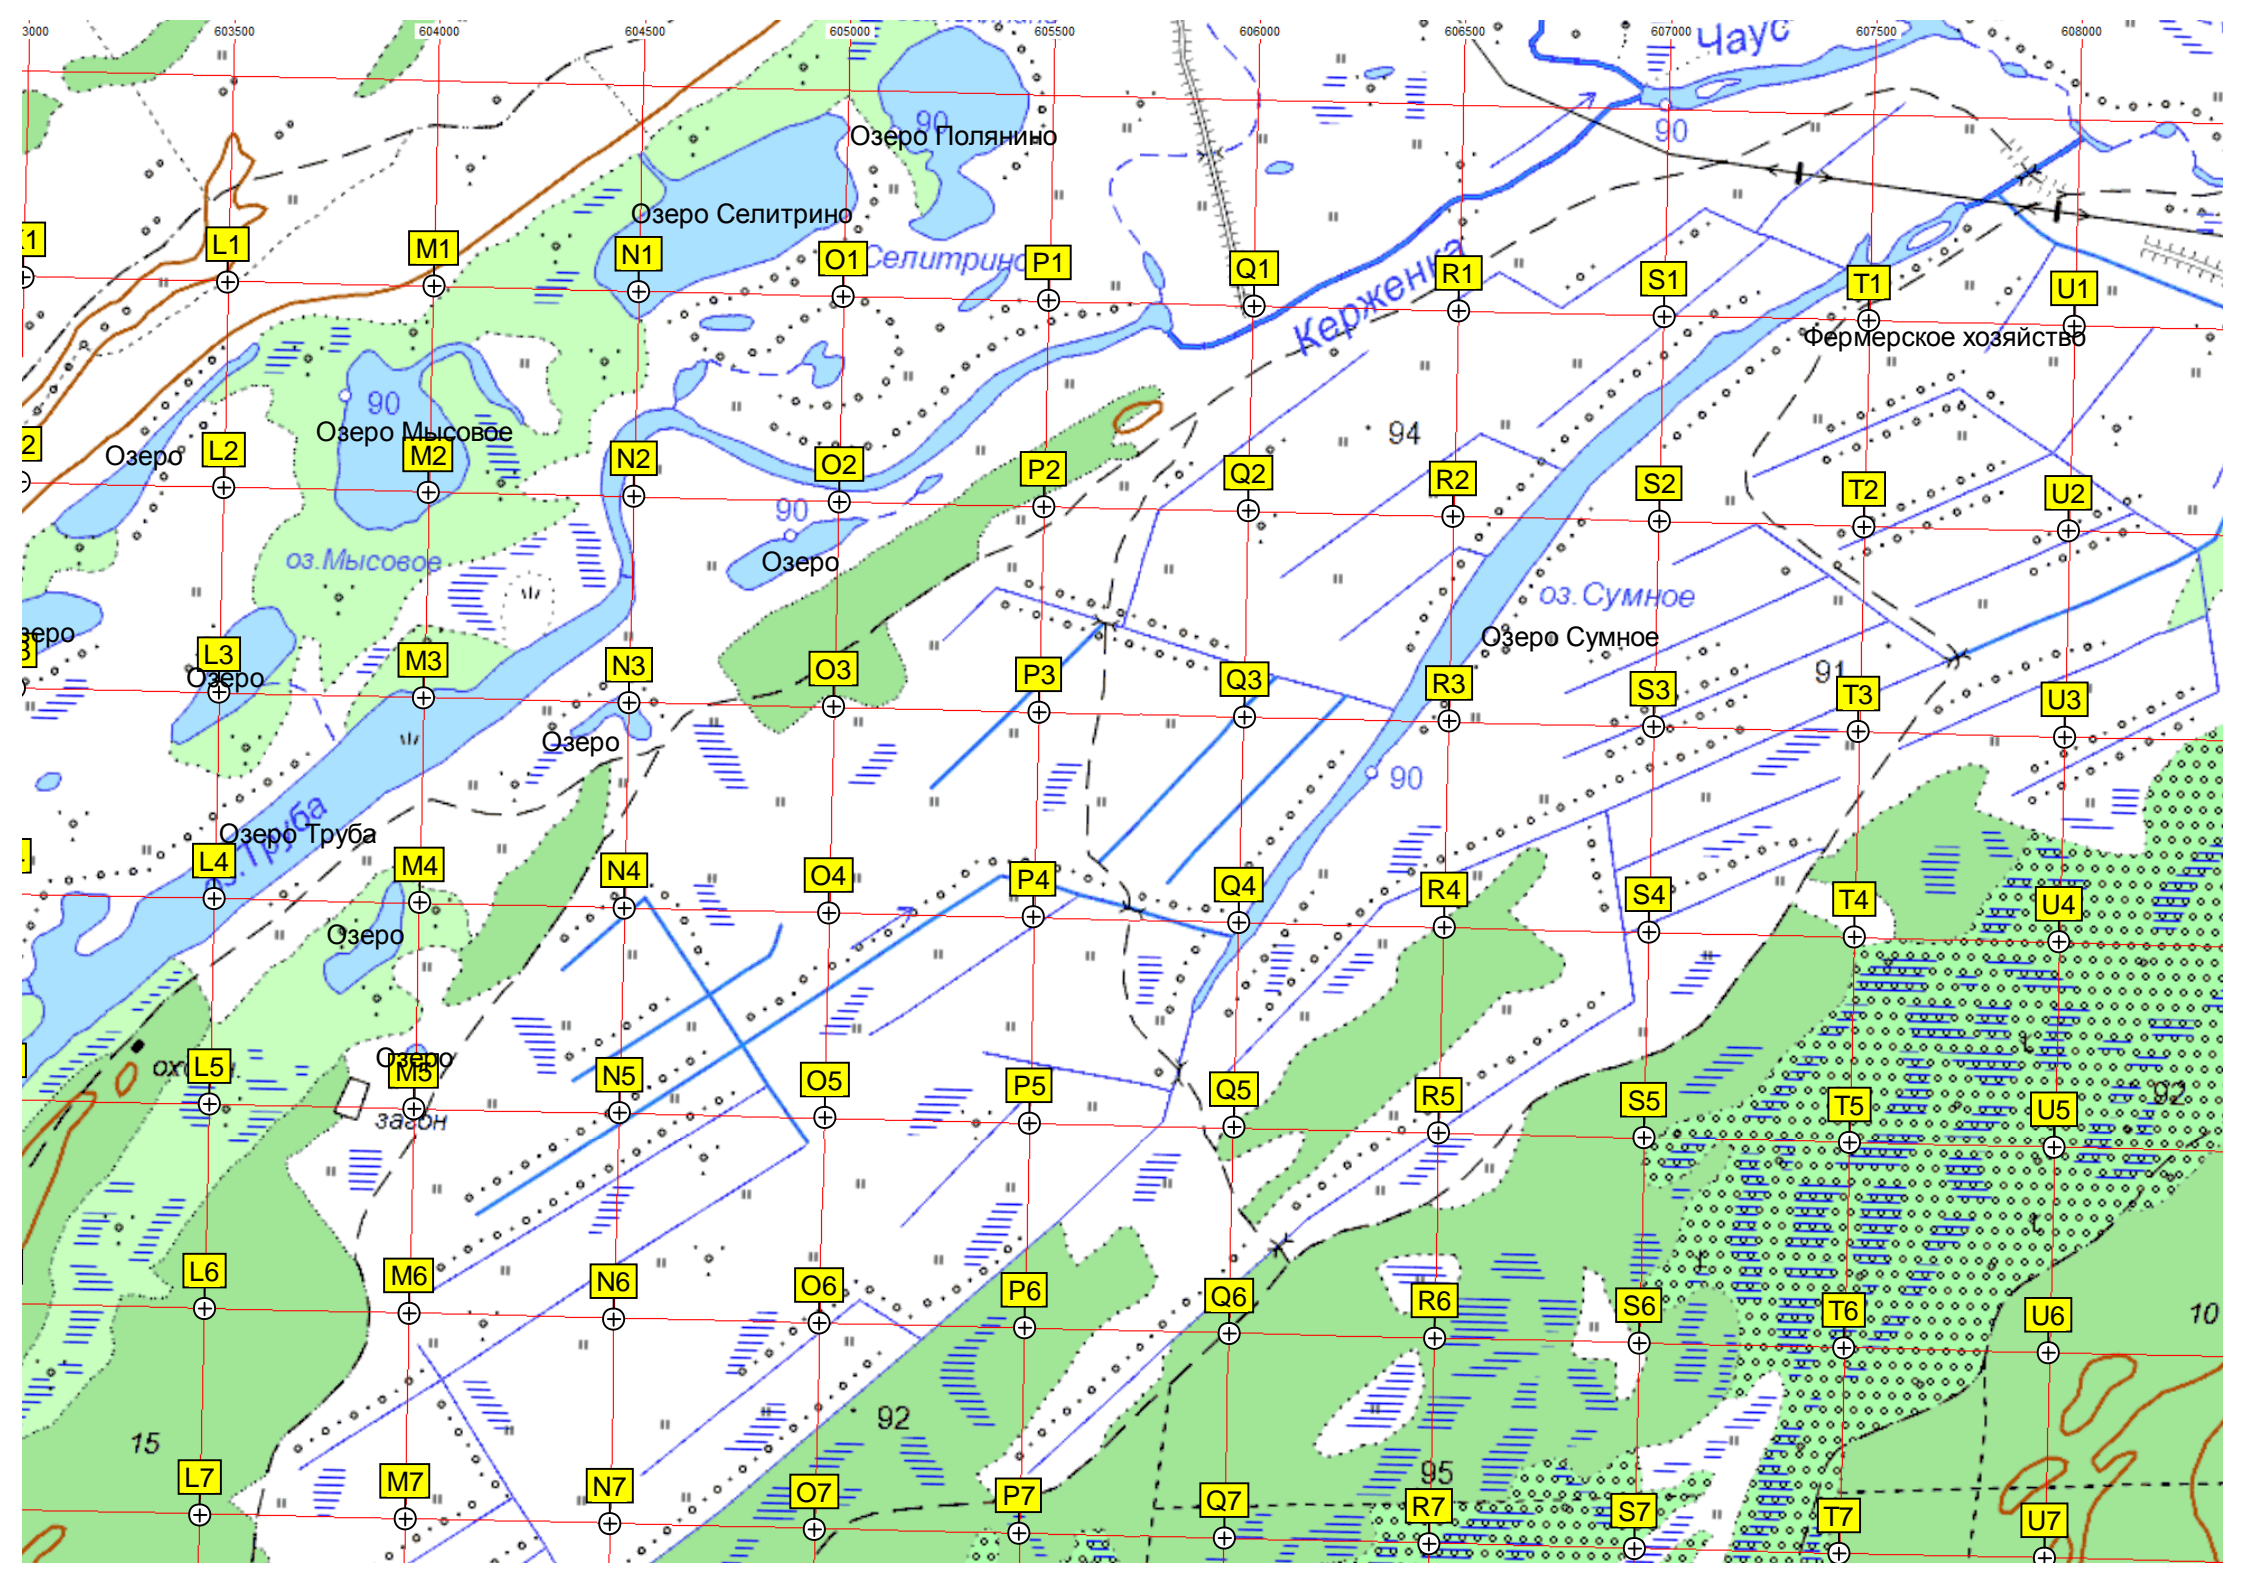 3000 603500 604000 604500 605000 605500 606000 606500 607000 607500 608000
Чаус
90
90
Озеро Полянино
Озеро Селитрино
Селитрино
L1 M1 N1 O1 P1 Q1 R1 S1 T1 U1
Керженка
Фермерское хозяйство
90
Озеро Мысовое
94
Озеро
L2 M2 N2 O2 P2 Q2 R2 S2 T2 U2
90
оз.Мысовое
Озеро
оз.Сумное
Озеро Сумное
91
L3 M3 N3 O3 P3 Q3 R3 S3 T3 U3
Озеро
Озеро
90
оз.Труба
Озеро Труба
L4 M4 N4 O4 P4 Q4 R4 S4 T4 U4
Озеро
Озеро
L5 M5 N5 O5 P5 Q5 R5 S5 T5 U5
92
загон
L6 M6 N6 O6 P6 Q6 R6 S6 T6 U6
10
15
92
95
L7 M7 N7 O7 P7 Q7 R7 S7 T7 U7